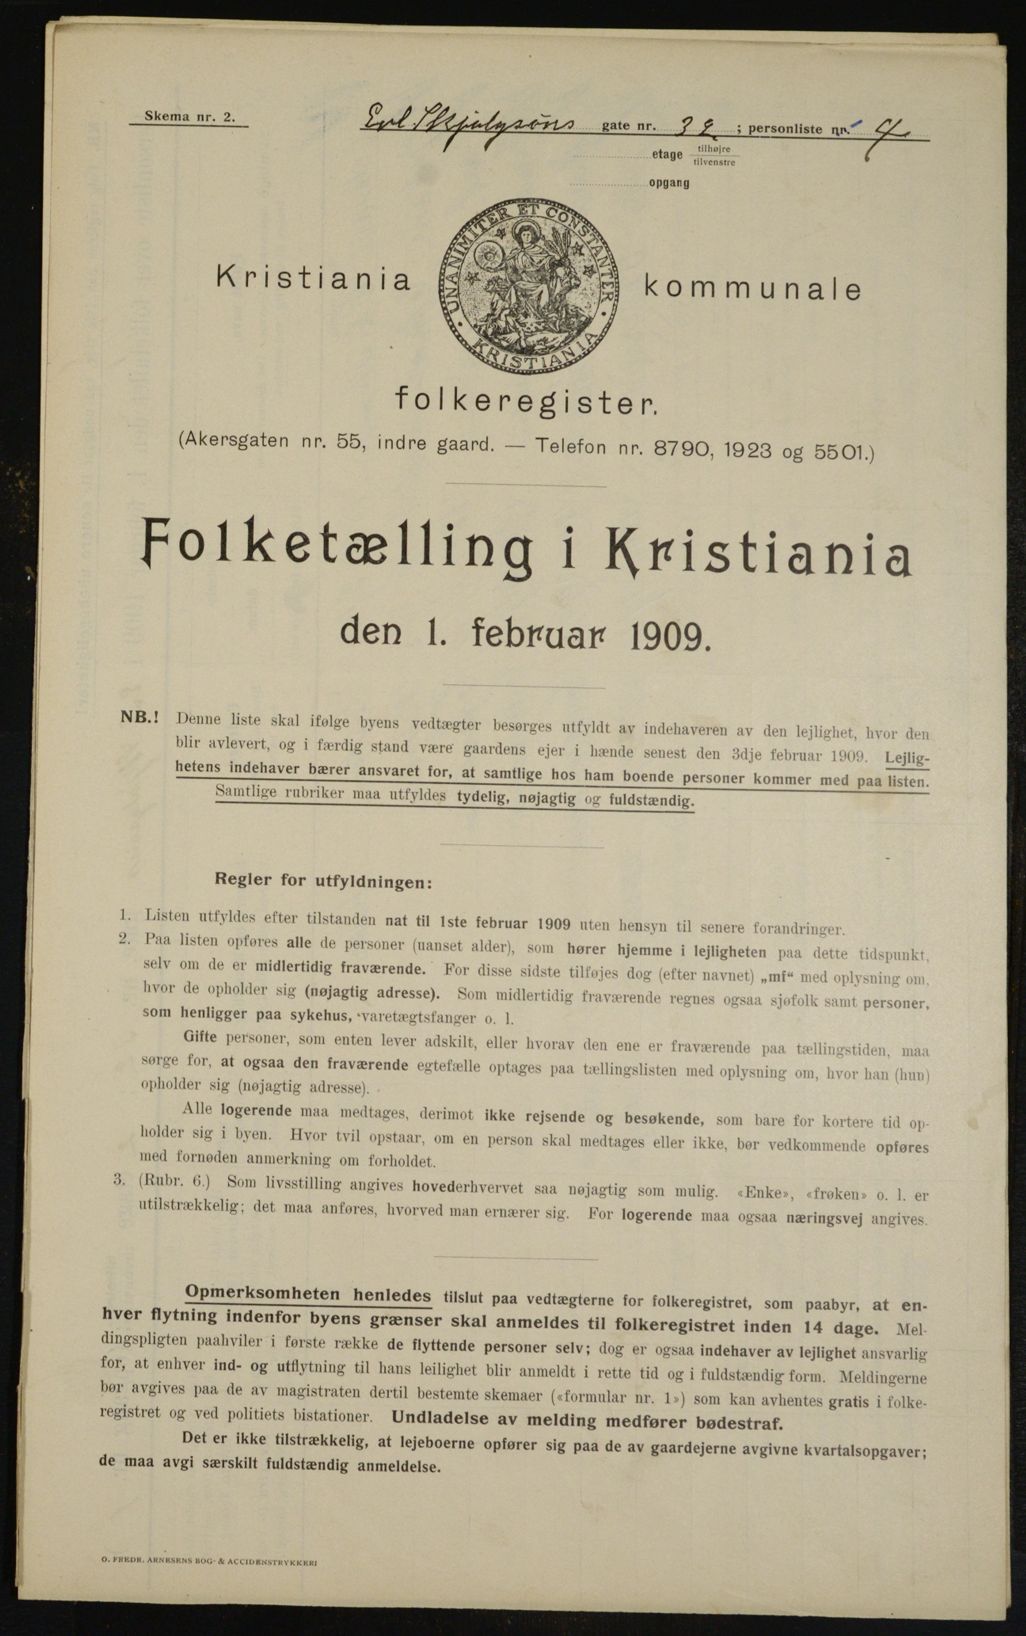 Skema nr. 2.
Erl. Skjalgsøns gate nr. 32 ; personliste nr. 4
etage tilhøjre
tilvenstre
opgang
UNANIMITER ET CONSTANTER · KRISTIANIA ·
Kristiania kommunale
folkeregister.
(Akersgaten nr. 55, indre gaard. — Telefon nr. 8790, 1923 og 5501.)
Folketælling i Kristiania
den 1. februar 1909.
NB.! Denne liste skal ifølge byens vedtægter besørges utfyldt av indehaveren av den lejlighet, hvor den
blir avlevert, og i færdig stand være gaardens ejer i hænde senest den 3dje februar 1909. Lejlig-
hetens indehaver bærer ansvaret for, at samtlige hos ham boende personer kommer med paa listen.
Samtlige rubriker maa utfyldes tydelig, nøjagtig og fuldstændig.
Regler for utfyldningen:
1. Listen utfyldes efter tilstanden nat til 1ste februar 1909 uten hensyn til senere forandringer.
2. Paa listen opføres alle de personer (uanset alder), som hører hjemme i lejligheten paa dette tidspunkt,
selv om de er midlertidig fraværende. For disse sidste tilføjes dog (efter navnet) „mf“ med oplysning om,
hvor de opholder sig (nøjagtig adresse). Som midlertidig fraværende regnes ogsaa sjøfolk samt personer,
som henligger paa sykehus, varetægtsfanger o. l.
Gifte personer, som enten lever adskilt, eller hvorav den ene er fraværende paa tællingstiden, maa
sørge for, at ogsaa den fraværende egtefælle optages paa tællingslisten med oplysning om, hvor han (hun)
opholder sig (nøjagtig adresse).
Alle logerende maa medtages, derimot ikke rejsende og besøkende, som bare for kortere tid op-
holder sig i byen. Hvor tvil opstaar, om en person skal medtages eller ikke, bør vedkommende opføres
med fornøden anmerkning om forholdet.
3. (Rubr. 6.) Som livsstilling angives hovederhvervet saa nøjagtig som mulig. «Enke», «frøken» o. l. er
utilstrækkelig; det maa anføres, hvorved man ernærer sig. For logerende maa ogsaa næringsvej angives.
Opmerksomheten henledes tilslut paa vedtægterne for folkeregistret, som paabyr, at en-
hver flytning indenfor byens grænser skal anmeldes til folkeregistret inden 14 dage. Mel-
dingspligten paahviler i første række de flyttende personer selv; dog er ogsaa indehaver av lejlighet ansvarlig
for, at enhver ind- og utflytning til hans leilighet blir anmeldt i rette tid og i fuldstændig form. Meldingerne
bør avgives paa de av magistraten dertil bestemte skemaer («formular nr. 1») som kan avhentes gratis i folke-
registret og ved politiets bistationer. Undladelse av melding medfører bødestraf.
Det er ikke tilstrækkelig, at lejeboerne opfører sig paa de av gaardejerne avgivne kvartalsopgaver;
de maa avgi særskilt fuldstændig anmeldelse.
O. FREDR. ARNESENS BOG- & ACCIDENSTRYKKERI